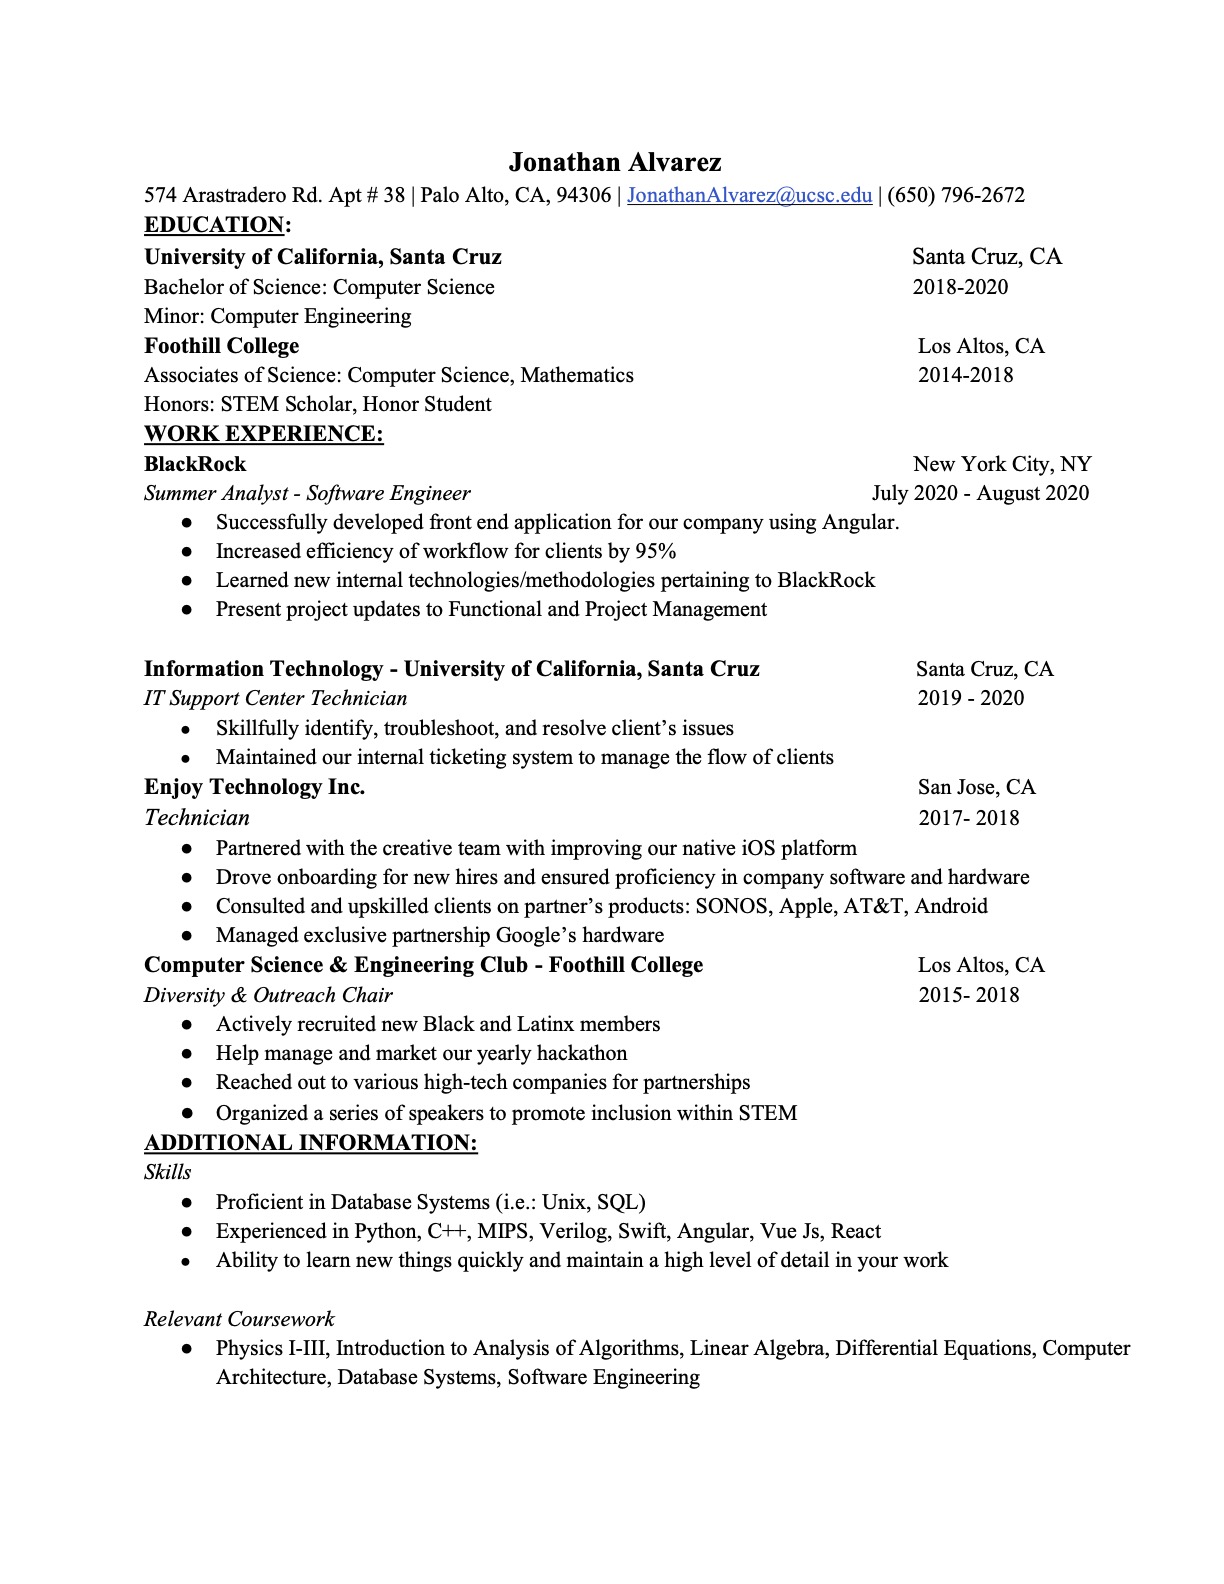 Jonathan Alvarez
574 Arastradero Rd. Apt # 38 | Palo Alto, CA, 94306 | JonathanAlvarez@ucsc.edu | (650) 796-2672
EDUCATION:
University of California, Santa Cruz Santa Cruz, CA
Bachelor of Science: Computer Science 2018-2020
Minor: Computer Engineering
Foothill College Los Altos, CA
Associates of Science: Computer Science, Mathematics 2014-2018
Honors: STEM Scholar, Honor Student
WORK EXPERIENCE:
BlackRock New York City, NY
Summer Analyst - Software Engineer July 2020 - August 2020
● Successfully developed front end application for our company using Angular.
● Increased efficiency of workflow for clients by 95%
● Learned new internal technologies/methodologies pertaining to BlackRock
● Present project updates to Functional and Project Management
Information Technology - University of California, Santa Cruz Santa Cruz, CA
IT Support Center Technician 2019 - 2020
● Skillfully identify, troubleshoot, and resolve client’s issues
● Maintained our internal ticketing system to manage the flow of clients
Enjoy Technology Inc. San Jose, CA
Technician 2017- 2018
● Partnered with the creative team with improving our native iOS platform
● Drove onboarding for new hires and ensured proficiency in company software and hardware
● Consulted and upskilled clients on partner’s products: SONOS, Apple, AT&T, Android
● Managed exclusive partnership Google’s hardware
Computer Science & Engineering Club - Foothill College Los Altos, CA
Diversity & Outreach Chair 2015- 2018
● Actively recruited new Black and Latinx members
● Help manage and market our yearly hackathon
● Reached out to various high-tech companies for partnerships
● Organized a series of speakers to promote inclusion within STEM
ADDITIONAL INFORMATION:
Skills
● Proficient in Database Systems (i.e.: Unix, SQL)
● Experienced in Python, C++, MIPS, Verilog, Swift, Angular, Vue Js, React
● Ability to learn new things quickly and maintain a high level of detail in your work
Relevant Coursework
● Physics I-III, Introduction to Analysis of Algorithms, Linear Algebra, Differential Equations, Computer
Architecture, Database Systems, Software Engineering